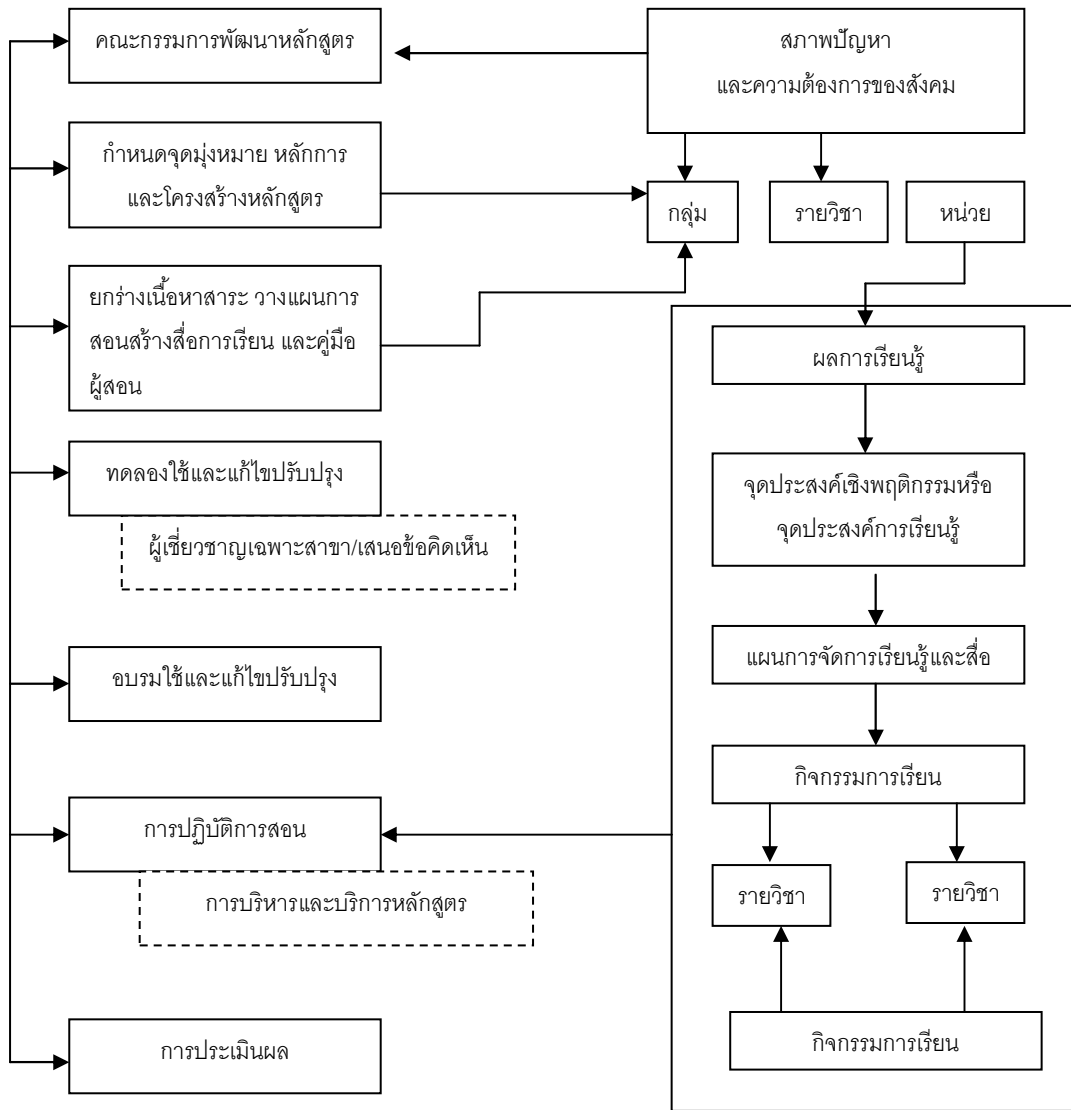 คณะกรรมการพัฒนาหลักสูตร
สภาพปัญหา
และความต้องการของสังคม
กำหนดจุดมุ่งหมาย หลักการ
และโครงสร้างหลักสูตร
กลุ่ม
รายวิชา
หน่วย
ยกร่างเนื้อหาสาระ วางแผนการ
สอนสร้างสื่อการเรียน และคู่มือ
ผู้สอน
ผลการเรียนรู้
ทดลองใช้และแก้ไขปรับปรุง
ผู้เชี่ยวชาญเฉพาะสาขา/เสนอข้อคิดเห็น
จุดประสงค์เชิงพฤติกรรมหรือ
จุดประสงค์การเรียนรู้
อบรมใช้และแก้ไขปรับปรุง
แผนการจัดการเรียนรู้และสื่อ
กิจกรรมการเรียน
การปฏิบัติการสอน
การบริหารและบริการหลักสูตร
รายวิชา
รายวิชา
การประเมินผล
กิจกรรมการเรียน